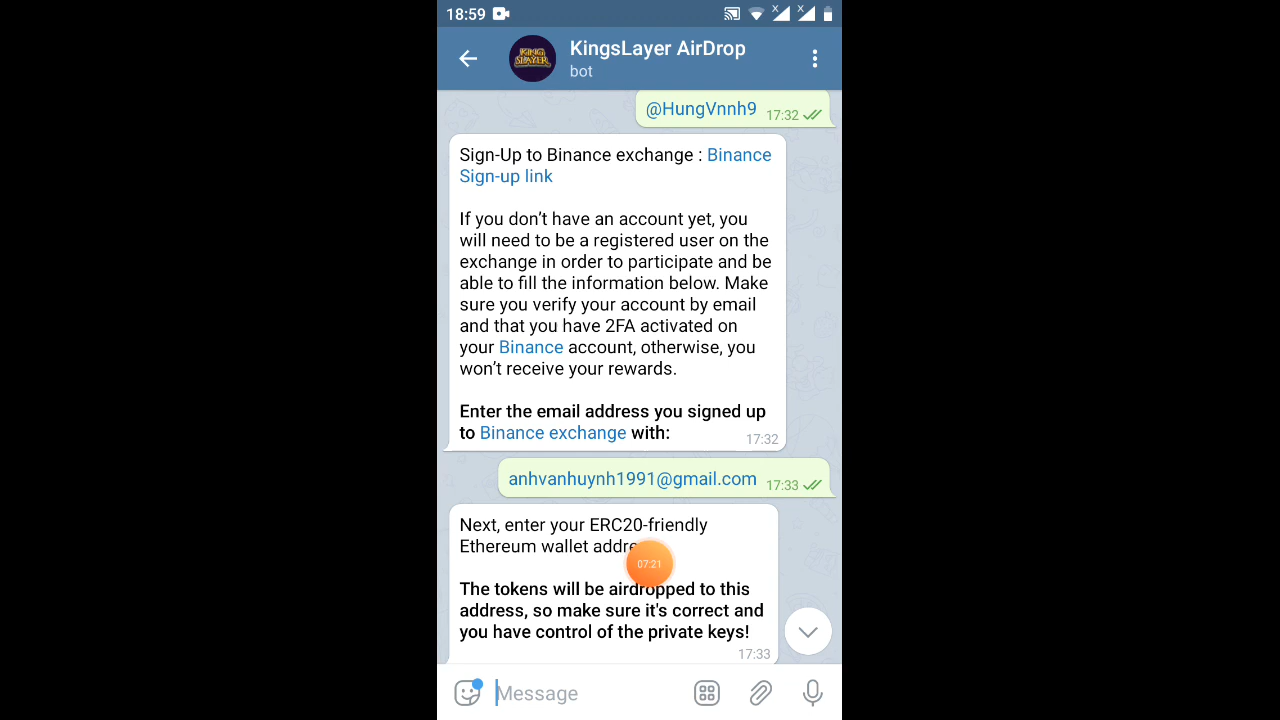 18:59
KingsLayer AirDrop
bot
KING
SLAYER
@HungVnnh9 17:32
Sign-Up to Binance exchange : Binance
Sign-up link
If you don’t have an account yet, you
will need to be a registered user on the
exchange in order to participate and be
able to fill the information below. Make
sure you verify your account by email
and that you have 2FA activated on
your Binance account, otherwise, you
won’t receive your rewards.
Enter the email address you signed up
to Binance exchange with:
17:32
anhvanhuynh1991@gmail.com 17:33
Next, enter your ERC20-friendly
Ethereum wallet addre
07:21
The tokens will be airdropped to this
address, so make sure it's correct and
you have control of the private keys!
17:33
Message